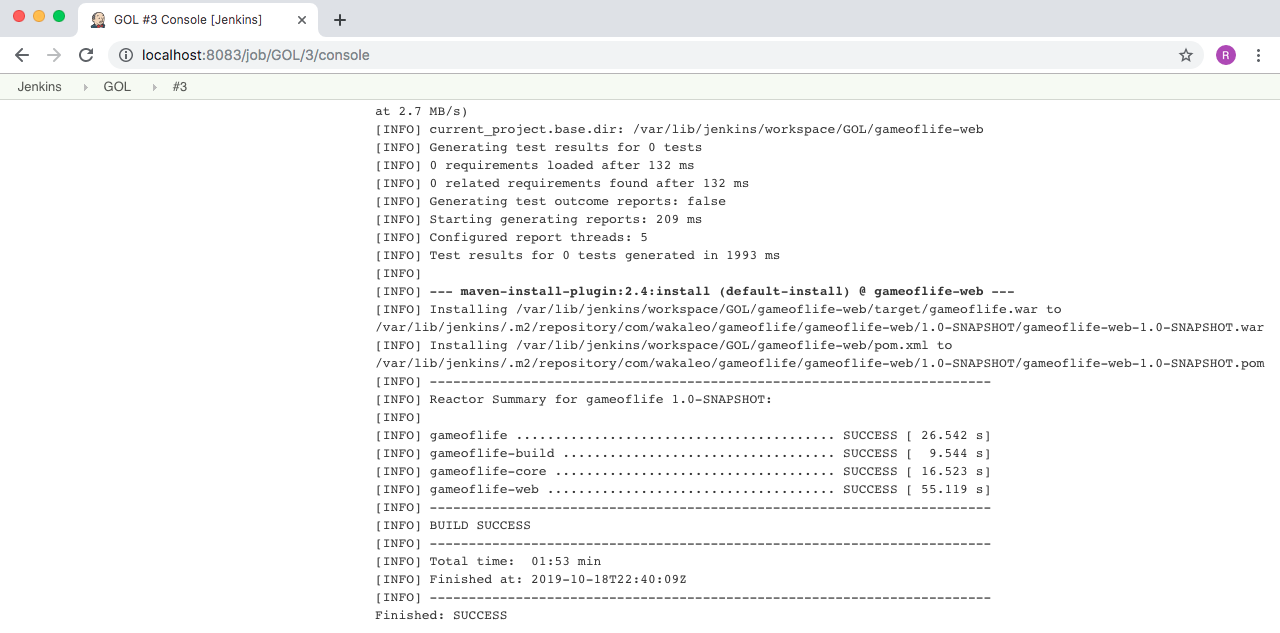 GOL #3 Console [Jenkins]
localhost:8083/job/GOL/3/console
R
Jenkins GOL #3
at 2.7 MB/s)
[INFO] current_project.base.dir: /var/lib/jenkins/workspace/GOL/gameoflife-web
[INFO] Generating test results for 0 tests
[INFO] 0 requirements loaded after 132 ms
[INFO] 0 related requirements found after 132 ms
[INFO] Generating test outcome reports: false
[INFO] Starting generating reports: 209 ms
[INFO] Configured report threads: 5
[INFO] Test results for 0 tests generated in 1993 ms
[INFO]
[INFO] --- maven-install-plugin:2.4:install (default-install) @ gameoflife-web ---
[INFO] Installing /var/lib/jenkins/workspace/GOL/gameoflife-web/target/gameoflife.war to
/var/lib/jenkins/.m2/repository/com/wakaleo/gameoflife/gameoflife-web/1.0-SNAPSHOT/gameoflife-web-1.0-SNAPSHOT.war
[INFO] Installing /var/lib/jenkins/workspace/GOL/gameoflife-web/pom.xml to
/var/lib/jenkins/.m2/repository/com/wakaleo/gameoflife/gameoflife-web/1.0-SNAPSHOT/gameoflife-web-1.0-SNAPSHOT.pom
[INFO] ------------------------------------------------------------------------
[INFO] Reactor Summary for gameoflife 1.0-SNAPSHOT:
[INFO]
[INFO] gameoflife ......................................... SUCCESS [ 26.542 s]
[INFO] gameoflife-build ................................... SUCCESS [  9.544 s]
[INFO] gameoflife-core .................................... SUCCESS [ 16.523 s]
[INFO] gameoflife-web ..................................... SUCCESS [ 55.119 s]
[INFO] ------------------------------------------------------------------------
[INFO] BUILD SUCCESS
[INFO] ------------------------------------------------------------------------
[INFO] Total time:  01:53 min
[INFO] Finished at: 2019-10-18T22:40:09Z
[INFO] ------------------------------------------------------------------------
Finished: SUCCESS